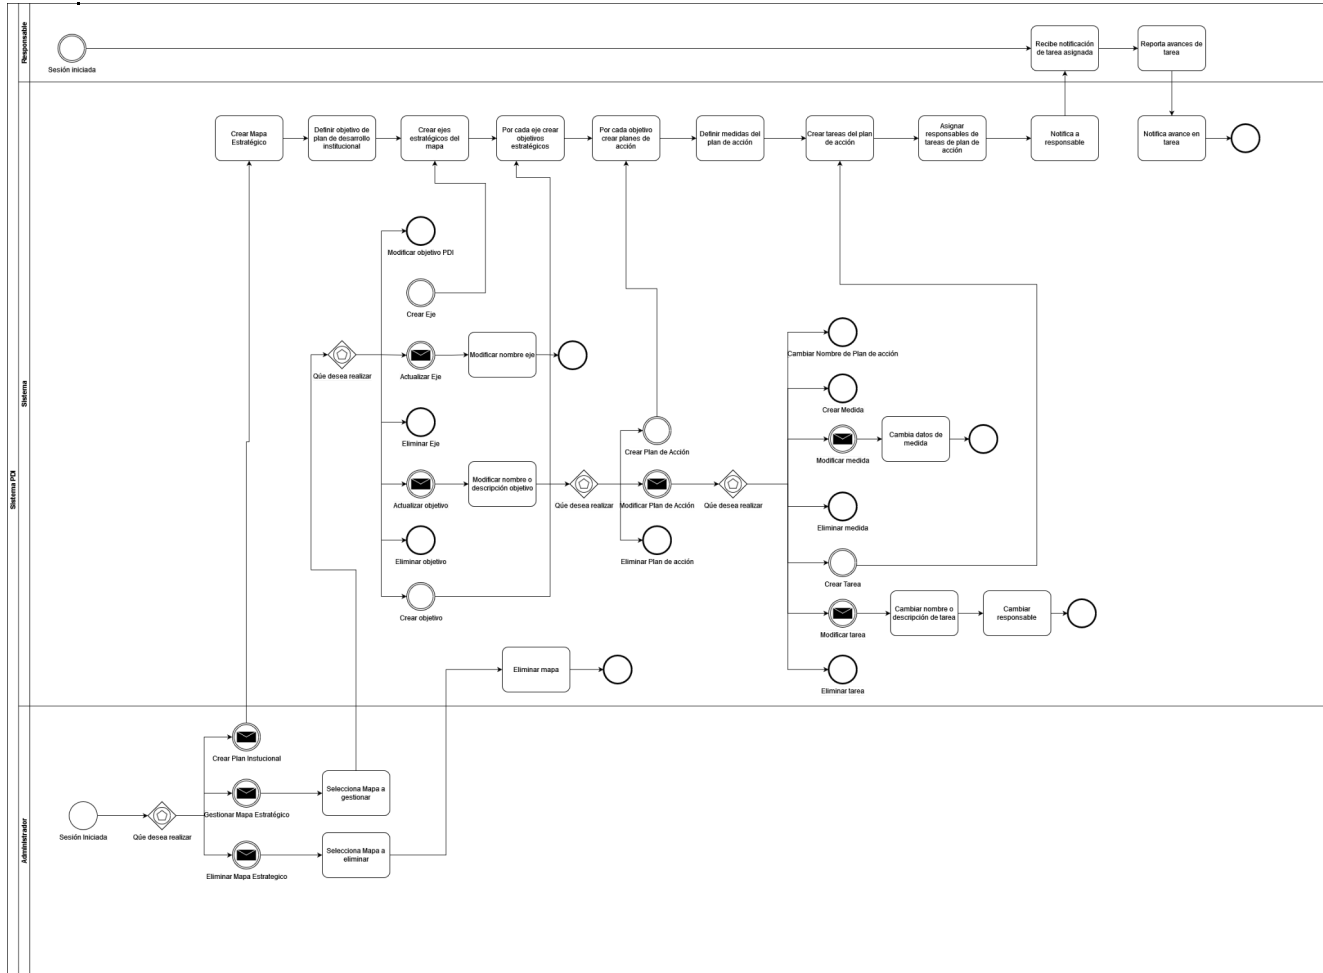 Sistema PDI
Responsable
Sesión iniciada
Recibe notificación
de tarea asignada
Reporta avances de
tarea
Sistema
Crear Mapa
Estratégico
Definir objetivo de
plan de desarrollo
institucional
Crear ejes
estratégicos del
mapa
Por cada eje crear
objetivos
estratégicos
Por cada objetivo
crear planes de
acción
Definir medidas del
plan de acción
Crear tareas del plan
de acción
Asignar
responsables de
tareas de plan de
acción
Notifica a
responsable
Notifica avance en
tarea
Modificar objetivo PDI
Crear Eje
Qúe desea realizar
Actualizar Eje
Modificar nombre eje
Eliminar Eje
Actualizar objetivo
Modificar nombre o
descripción objetivo
Eliminar objetivo
Crear objetivo
Qúe desea realizar
Crear Plan de Acción
Modificar Plan de Acción
Eliminar Plan de acción
Qúe desea realizar
Cambiar Nombre de Plan de acción
Crear Medida
Modificar medida
Cambia datos de
medida
Eliminar medida
Crear Tarea
Modificar tarea
Cambiar nombre o
descripción de tarea
Cambiar
responsable
Eliminar tarea
Eliminar mapa
Administrador
Sesión Iniciada
Qúe desea realizar
Crear Plan Instucional
Gestionar Mapa Estratégico
Selecciona Mapa a
gestionar
Eliminar Mapa Estrategico
Selecciona Mapa a
eliminar